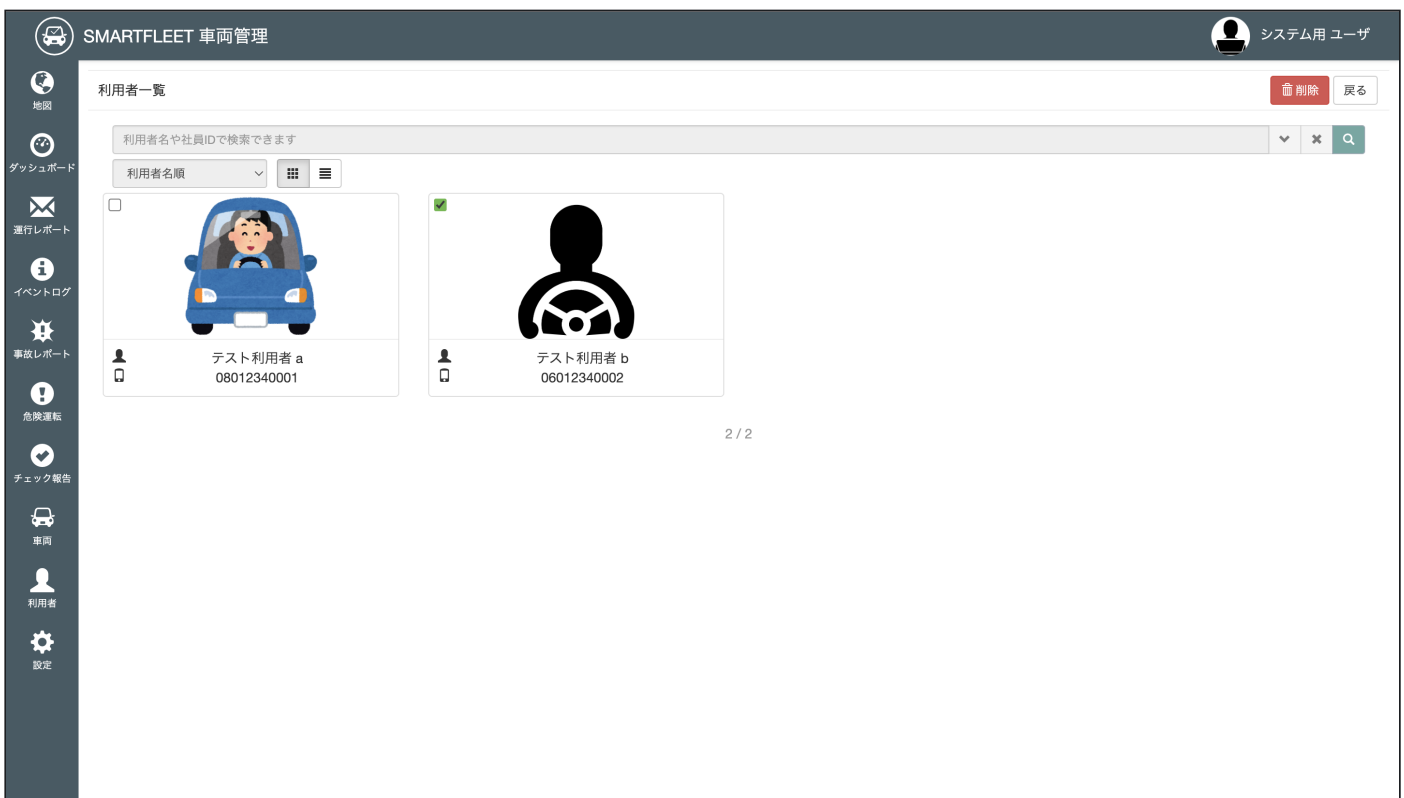 SMARTFLEET 車両管理
システム用 ユーザ
地図
ダッシュボード
運行レポート
イベントログ
事故レポート
危険運転
チェック報告
車両
利用者
設定
利用者一覧
削除
戻る
利用者名や社員IDで検索できます
利用者名順
テスト利用者 a
08012340001
テスト利用者 b
06012340002
2 / 2